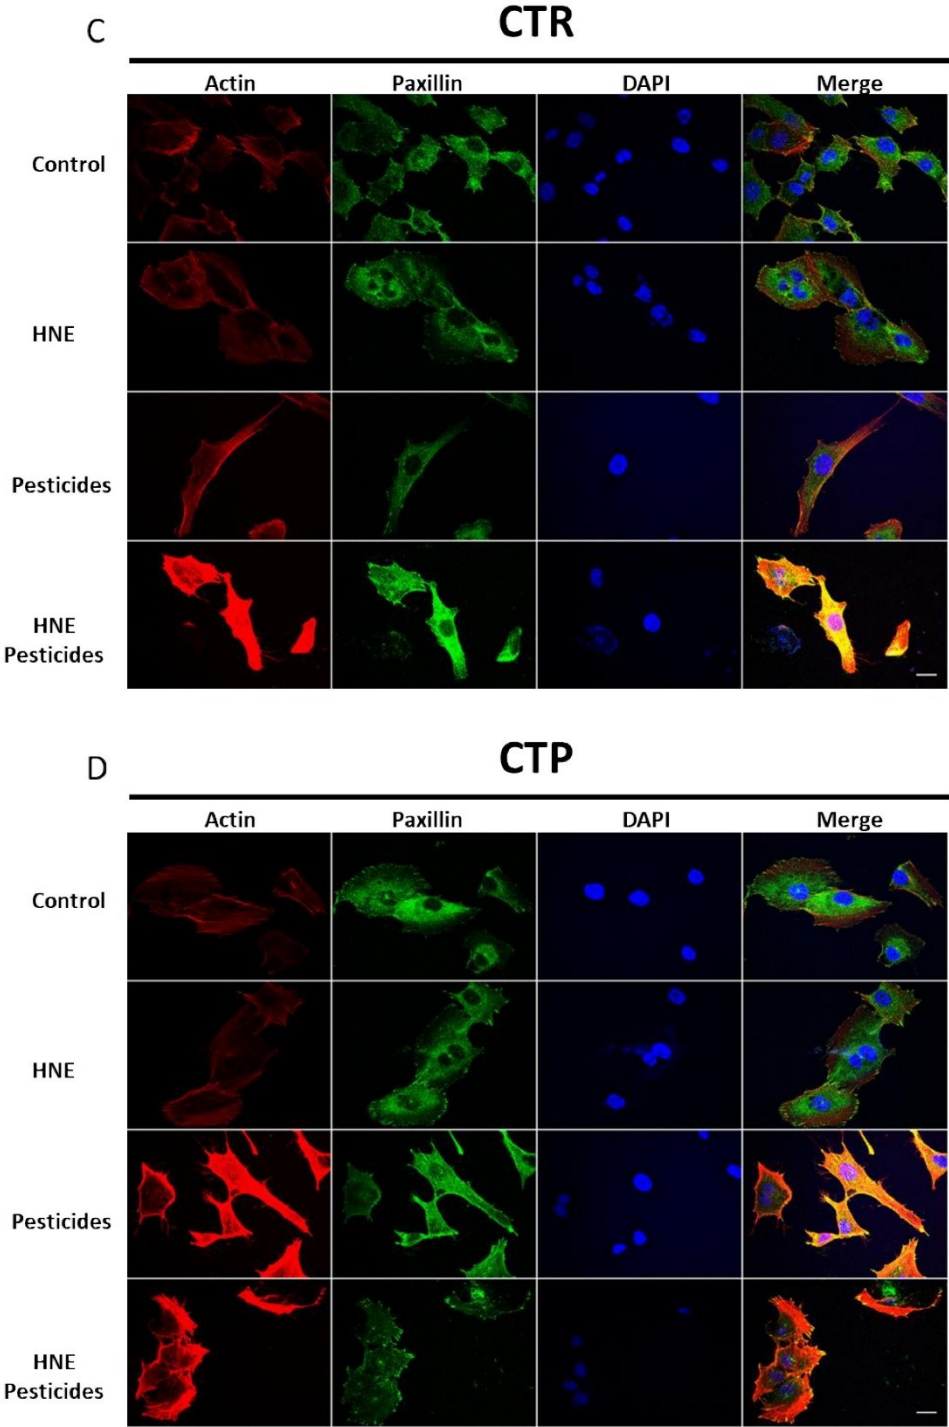 C
CTR
Actin Paxillin DAPI Merge
Control
HNE
Pesticides
HNE
Pesticides
D
CTP
Actin Paxillin DAPI Merge
Control
HNE
Pesticides
HNE
Pesticides